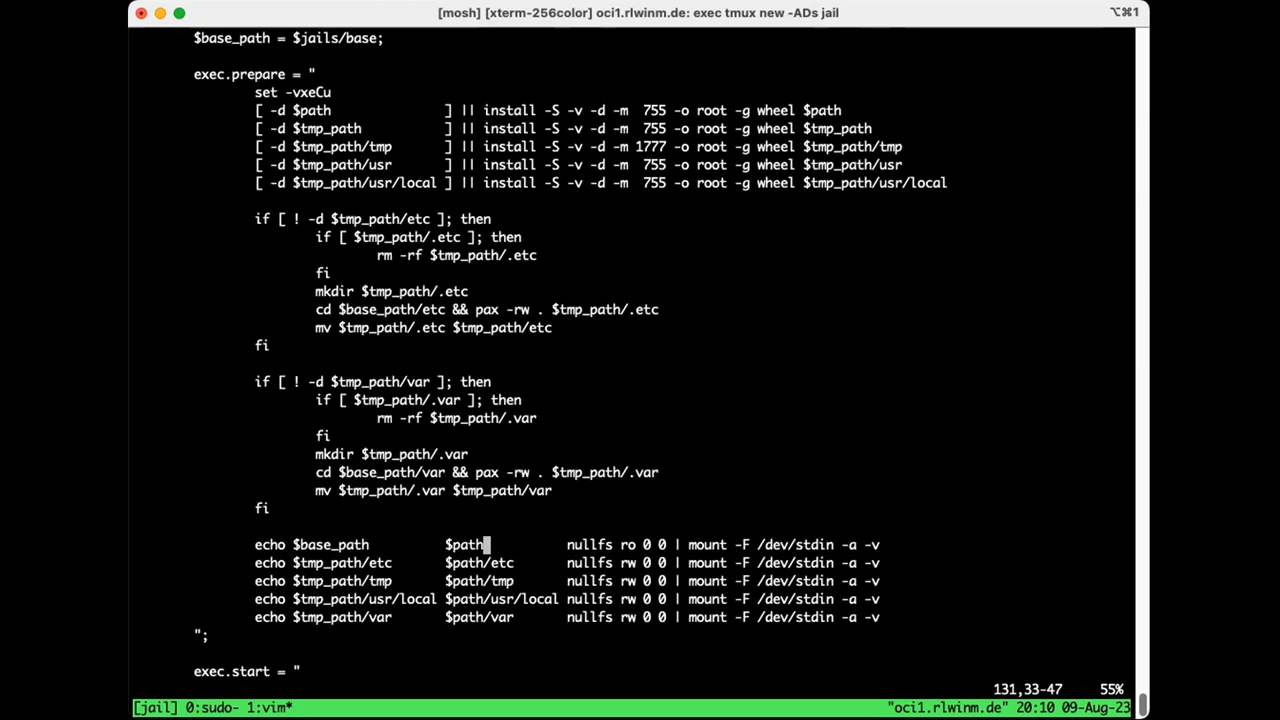 [mosh] [xterm-256color] oci1.rlwinm.de: exec tmux new -ADs jail
⌥⌘1
$base_path = $jails/base;
exec.prepare = "
set -vxeCu
[ -d $path ] || install -S -v -d -m 755 -o root -g wheel $path
[ -d $tmp_path ] || install -S -v -d -m 755 -o root -g wheel $tmp_path
[ -d $tmp_path/tmp ] || install -S -v -d -m 1777 -o root -g wheel $tmp_path/tmp
[ -d $tmp_path/usr ] || install -S -v -d -m 755 -o root -g wheel $tmp_path/usr
[ -d $tmp_path/usr/local ] || install -S -v -d -m 755 -o root -g wheel $tmp_path/usr/local
if [ ! -d $tmp_path/etc ]; then
if [ $tmp_path/.etc ]; then
rm -rf $tmp_path/.etc
fi
mkdir $tmp_path/.etc
cd $base_path/etc && pax -rw . $tmp_path/.etc
mv $tmp_path/.etc $tmp_path/etc
fi
if [ ! -d $tmp_path/var ]; then
if [ $tmp_path/.var ]; then
rm -rf $tmp_path/.var
fi
mkdir $tmp_path/.var
cd $base_path/var && pax -rw . $tmp_path/.var
mv $tmp_path/.var $tmp_path/var
fi
echo $base_path $path nullfs ro 0 0 | mount -F /dev/stdin -a -v
echo $tmp_path/etc $path/etc nullfs rw 0 0 | mount -F /dev/stdin -a -v
echo $tmp_path/tmp $path/tmp nullfs rw 0 0 | mount -F /dev/stdin -a -v
echo $tmp_path/usr/local $path/usr/local nullfs rw 0 0 | mount -F /dev/stdin -a -v
echo $tmp_path/var $path/var nullfs rw 0 0 | mount -F /dev/stdin -a -v
";
exec.start = "
131,33-47 55%
[jail] 0:sudo- 1:vim* "oci1.rlwinm.de" 20:10 09-Aug-23